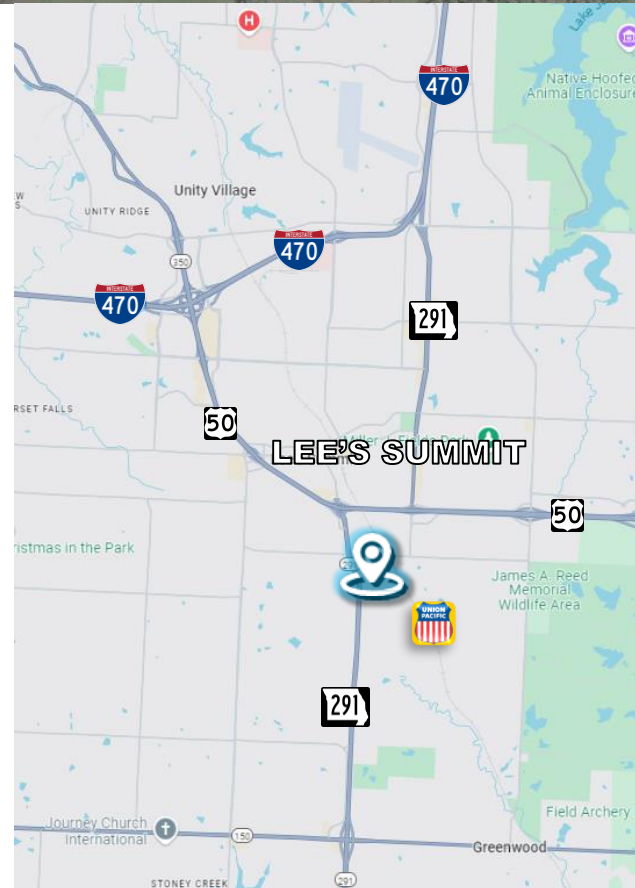 H
Native Hoofed
Animal Enclosure
INTERSTATE
470
Unity Village
UNITY RIDGE
INTERSTATE
470
350
INTERSTATE
470
291
RSET FALLS
50
LEE'S SUMMIT
50
ristmas in the Park
James A. Reed
Memorial
Wildlife Area
UNION
PACIFIC
291
Field Archery
Journey Church
International
150
Greenwood
STONEY CREEK
291